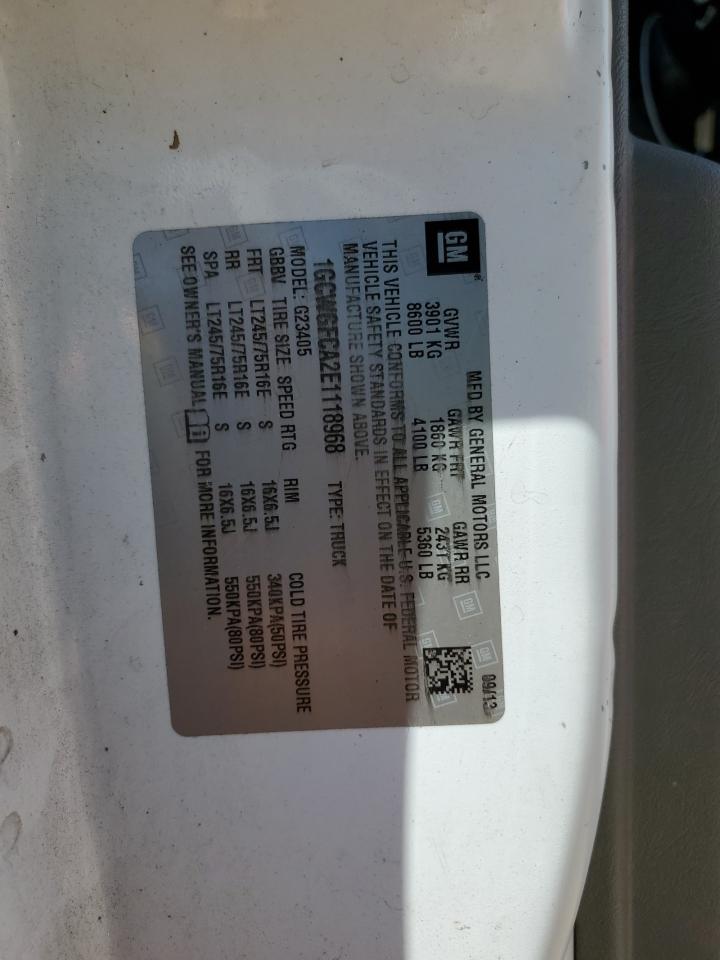 GM
MFD BY GENERAL MOTORS LLC
09/13
GVWR GAWR FRT GAWR RR
3901 KG 1860 KG 2431 KG
8600 LB 4100 LB 5360 LB
THIS VEHICLE CONFORMS TO ALL APPLICABLE U.S. FEDERAL MOTOR
VEHICLE SAFETY STANDARDS IN EFFECT ON THE DATE OF
MANUFACTURE SHOWN ABOVE.
1GCWGFCA2E1118968 TYPE: TRUCK
MODEL: G23405
GBBV TIRE SIZE SPEED RTG RIM COLD TIRE PRESSURE
FRT LT245/75R16E S 16X6.5J 340KPA(50PSI)
RR LT245/75R16E S 16X6.5J 550KPA(80PSI)
SPA LT245/75R16E S 16X6.5J 550KPA(80PSI)
SEE OWNER'S MANUAL FOR MORE INFORMATION.